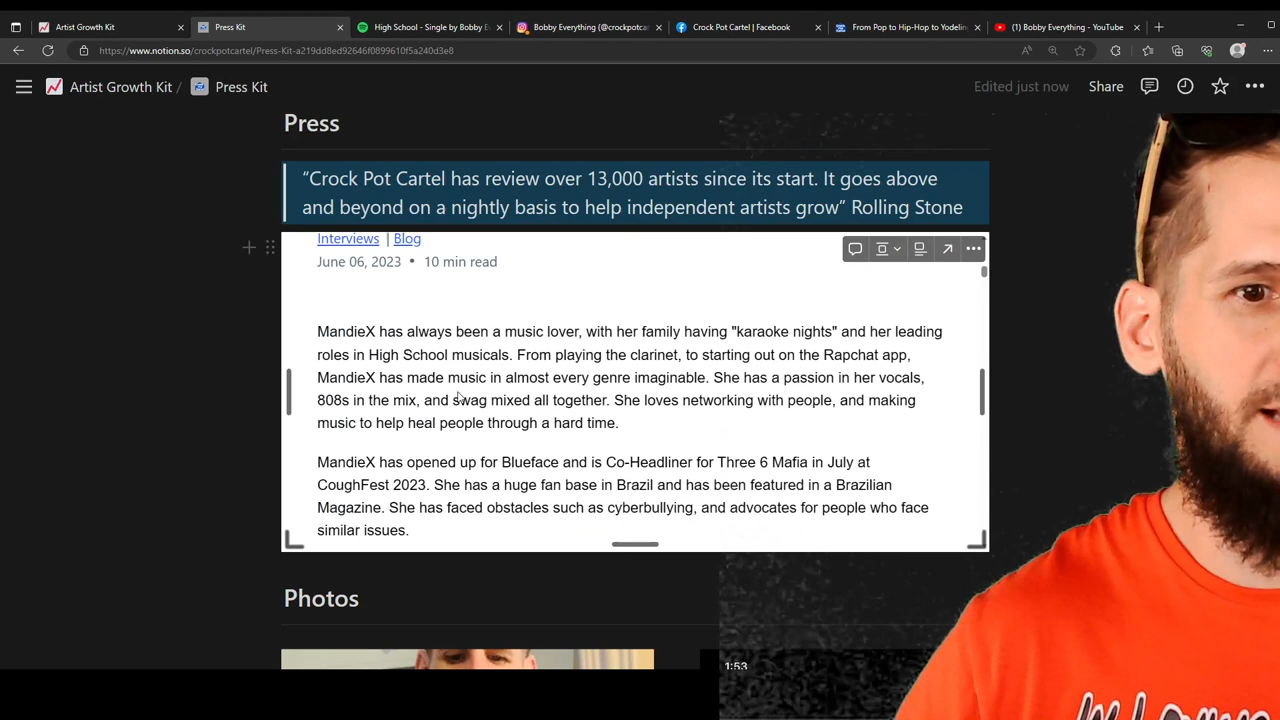 Artist Growth Kit
Press Kit
High School - Single by Bobby E
Bobby Everything (@crockpotcar
Crock Pot Cartel | Facebook
From Pop to Hip-Hop to Yodelin
(1) Bobby Everything - YouTube
https://www.notion.so/crockpotcartel/Press-Kit-a219dd8ed92646f0899610f5a240d3e8
Artist Growth Kit / Press Kit
Edited just now
Share
Press
“Crock Pot Cartel has review over 13,000 artists since its start. It goes above
and beyond on a nightly basis to help independent artists grow” Rolling Stone
Interviews | Blog
June 06, 2023 • 10 min read
MandieX has always been a music lover, with her family having "karaoke nights" and her leading
roles in High School musicals. From playing the clarinet, to starting out on the Rapchat app,
MandieX has made music in almost every genre imaginable. She has a passion in her vocals,
808s in the mix, and swag mixed all together. She loves networking with people, and making
music to help heal people through a hard time.
MandieX has opened up for Blueface and is Co-Headliner for Three 6 Mafia in July at
CoughFest 2023. She has a huge fan base in Brazil and has been featured in a Brazilian
Magazine. She has faced obstacles such as cyberbullying, and advocates for people who face
similar issues.
Photos
1:53